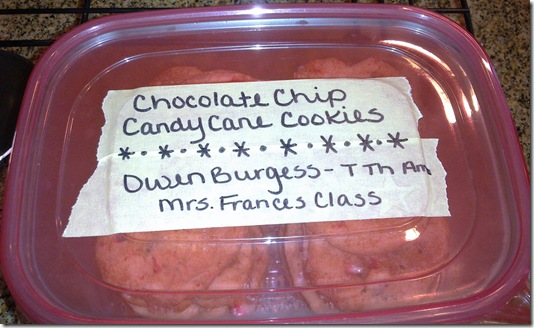 Chocolate Chip
Candy Cane Cookies
*.*.*.*.*.*.*.*
Owen Burgess - T Th Am
Mrs. Frances Class